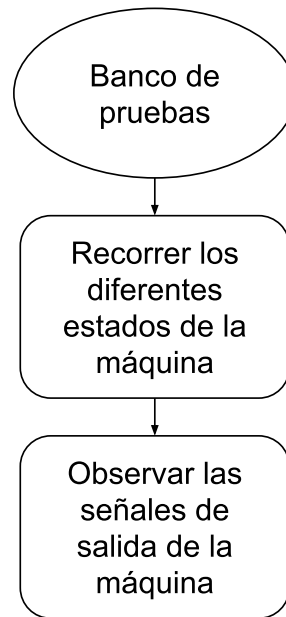 Banco de
pruebas
Recorrer los
diferentes
estados de la
máquina
Observar las
señales de
salida de la
máquina